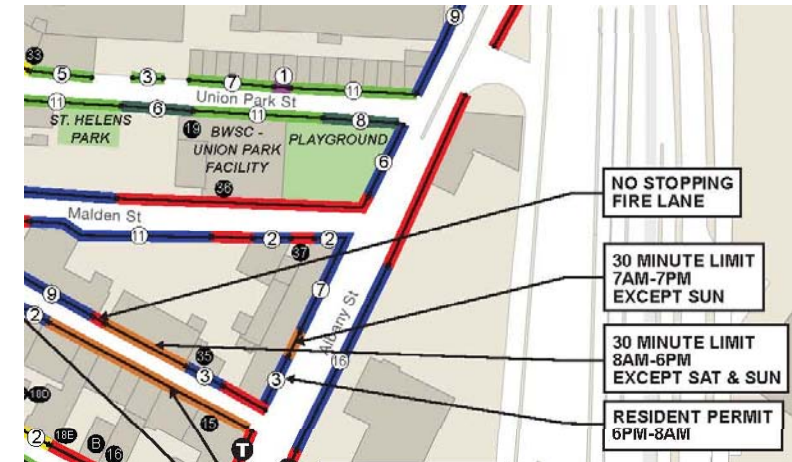 9
33
5
3
7
1
11
Union Park St
11
6
11
8
ST. HELENS
PARK
19
BWSC -
UNION PARK
FACILITY
PLAYGROUND
6
36
Malden St
11
2
2
37
7
9
2
35
3
Albany St
16
3
15
18D
2
18E
B
16
T
NO STOPPING
FIRE LANE
30 MINUTE LIMIT
7AM-7PM
EXCEPT SUN
30 MINUTE LIMIT
8AM-6PM
EXCEPT SAT & SUN
RESIDENT PERMIT
6PM-8AM